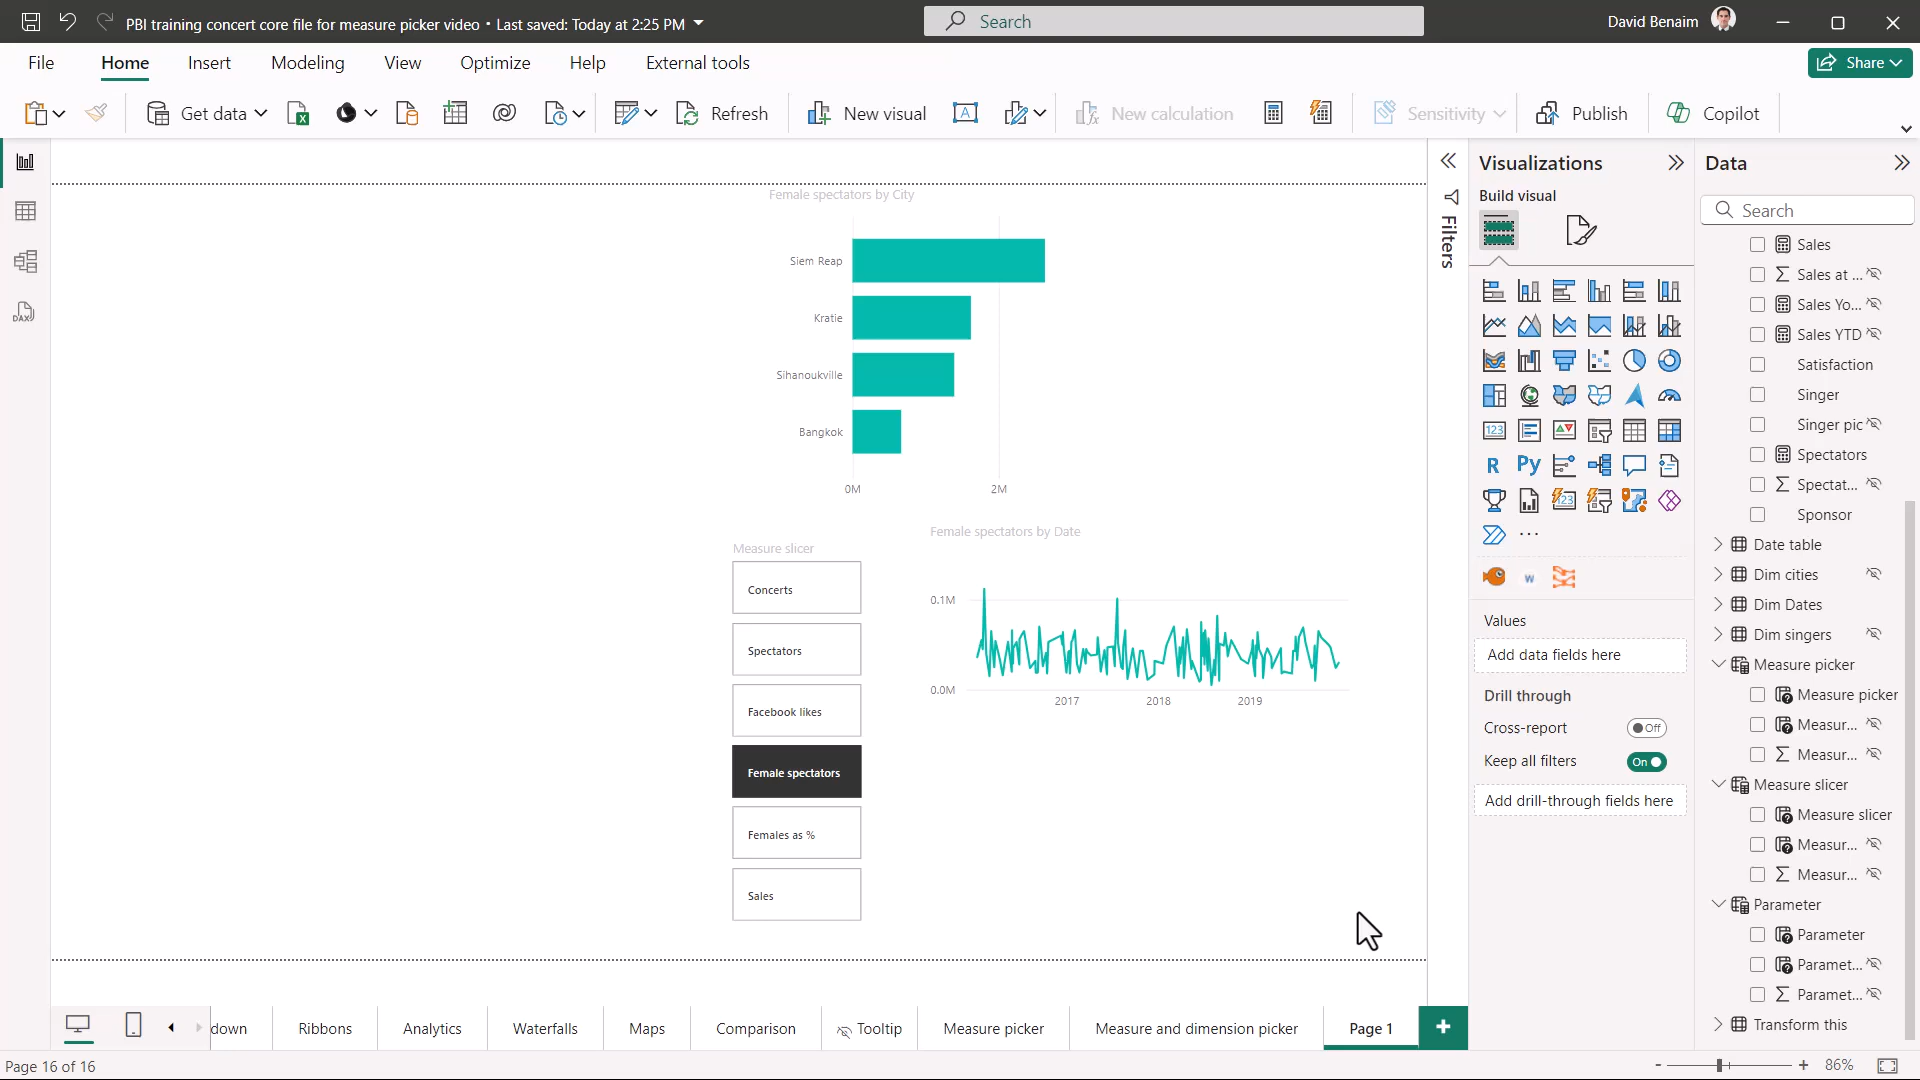 PBI training concert core file for measure picker video • Last saved: Today at 2:25 PM
Search
David Benaim
File
Home
Insert
Modeling
View
Optimize
Help
External tools
Share
Get data
Refresh
New visual
New calculation
Sensitivity
Publish
Copilot
Female spectators by City
Siem Reap
Kratie
Sihanoukville
Bangkok
0M
2M
Measure slicer
Concerts
Spectators
Facebook likes
Female spectators
Females as %
Sales
Female spectators by Date
0.1M
0.0M
2017
2018
2019
Filters
Visualizations
Build visual
123
R
Py
123
W
Values
Add data fields here
Drill through
Cross-report
Off
Keep all filters
On
Add drill-through fields here
Data
Search
Sales
Sales at ...
Sales Yo...
Sales YTD
Satisfaction
Singer
Singer pic
Spectators
Spectat...
Sponsor
Date table
Dim cities
Dim Dates
Dim singers
Measure picker
Measure picker
Measur...
Measur...
Measure slicer
Measure slicer
Measur...
Measur...
Parameter
Parameter
Paramet...
Paramet...
Transform this
down
Ribbons
Analytics
Waterfalls
Maps
Comparison
Tooltip
Measure picker
Measure and dimension picker
Page 1
Page 16 of 16
86%